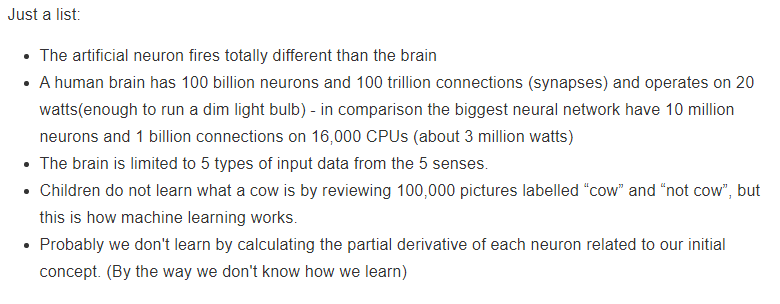 Just a list:
• The artificial neuron fires totally different than the brain
• A human brain has 100 billion neurons and 100 trillion connections (synapses) and operates on 20
watts(enough to run a dim light bulb) - in comparison the biggest neural network have 10 million
neurons and 1 billion connections on 16,000 CPUs (about 3 million watts)
• The brain is limited to 5 types of input data from the 5 senses.
• Children do not learn what a cow is by reviewing 100,000 pictures labelled “cow” and “not cow”, but
this is how machine learning works.
• Probably we don't learn by calculating the partial derivative of each neuron related to our initial
concept. (By the way we don't know how we learn)